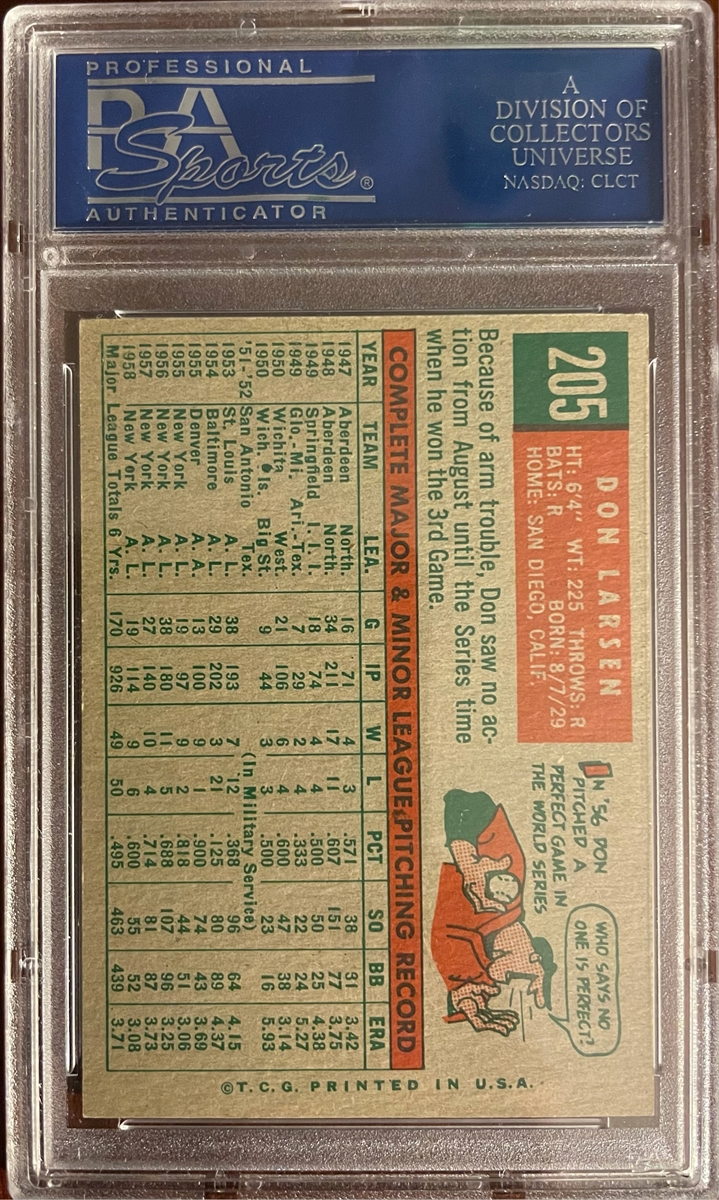 PROFESSIONAL
PSA
Sports®
AUTHENTICATOR
A
DIVISION OF
COLLECTORS
UNIVERSE
NASDAQ: CLCT
205
DON LARSEN
HT: 6'4" WT: 225 THROWS: R
BATS: R BORN: 8/7/29
HOME: SAN DIEGO, CALIF.
IN '56 DON
PITCHED A
PERFECT GAME IN
THE WORLD SERIES
WHO SAYS NO
ONE IS PERFECT?
Because of arm trouble, Don saw no ac-
tion from August until the Series time
when he won the 3rd Game.
COMPLETE MAJOR & MINOR LEAGUE PITCHING RECORD
YEAR TEAM LEA. G IP W L PCT SO BB ERA
1947 Aberdeen North. 16 71 4 3 .571 38 31 3.42
1948 Aberdeen North. 34 211 17 11 .607 151 77 3.75
1949 Springfield I. I. I. 18 74 4 4 .500 50 25 4.38
1949 Glo.-Mi. Ari.-Tex. 7 29 2 4 .333 22 24 5.27
1950 Wichita West. 21 106 6 4 .600 47 38 3.14
1950 Wich. Is. Big St. 9 44 3 3 .500 23 16 5.93
'51-'52 San Antonio Tex. (In Military Service)
1953 St. Louis A. L. 38 193 7 12 .368 96 64 4.15
1954 Baltimore A. L. 29 202 3 21 .125 80 89 4.37
1955 Denver A. A. 13 100 9 1 .900 74 43 3.69
1955 New York A. L. 19 97 9 2 .818 44 51 3.06
1956 New York A. L. 38 180 11 5 .688 107 96 3.25
1957 New York A. L. 27 140 10 4 .714 81 87 3.73
1958 New York A. L. 19 114 9 6 .600 55 52 3.08
Major League Totals 6 Yrs. 170 926 49 50 .495 463 439 3.71
©T.C.G. PRINTED IN U.S.A.